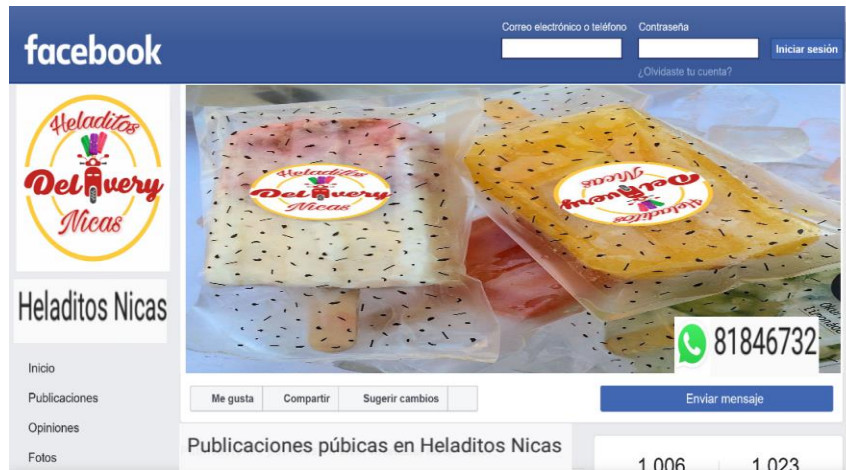 Correo electrónico o teléfono
Contraseña
facebook
Iniciar sesión
¿Olvidaste tu cuenta?
Heladitos
Delivery
Nicas
Heladitos
Delivery
Nicas
Heladitos
Delivery
Nicas
Heladitos Nicas
81846732
Inicio
Publicaciones
Opiniones
Fotos
Me gusta
Compartir
Sugerir cambios
Enviar mensaje
Publicaciones púbicas en Heladitos Nicas
1.006
1.023